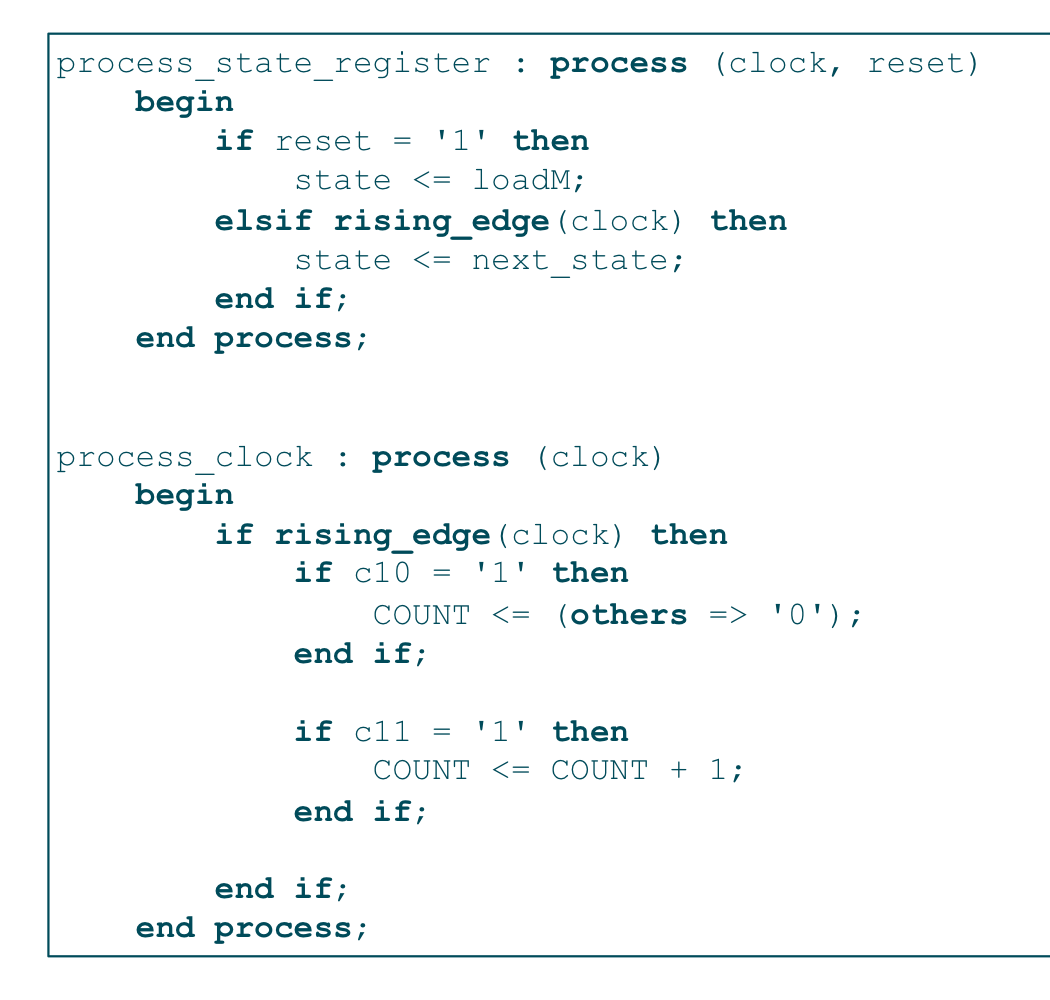 process_state_register : process (clock, reset)
    begin
        if reset = '1' then
            state <= loadM;
        elsif rising_edge(clock) then
            state <= next_state;
        end if;
    end process;

process_clock : process (clock)
    begin
        if rising_edge(clock) then
            if c10 = '1' then
                COUNT <= (others => '0');
            end if;

            if c11 = '1' then
                COUNT <= COUNT + 1;
            end if;

        end if;
    end process;